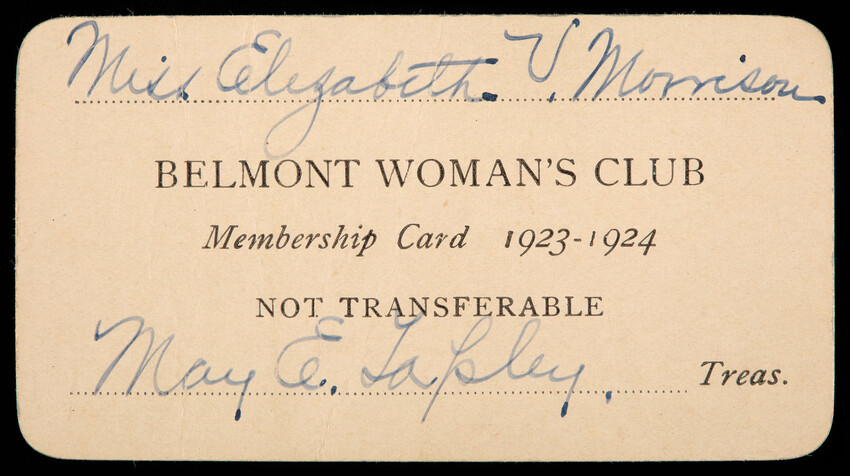 Miss. Elizabeth. V. Morrison
BELMONT WOMAN'S CLUB
Membership Card 1923-1924
NOT TRANSFERABLE
May E. Tapley. Treas.